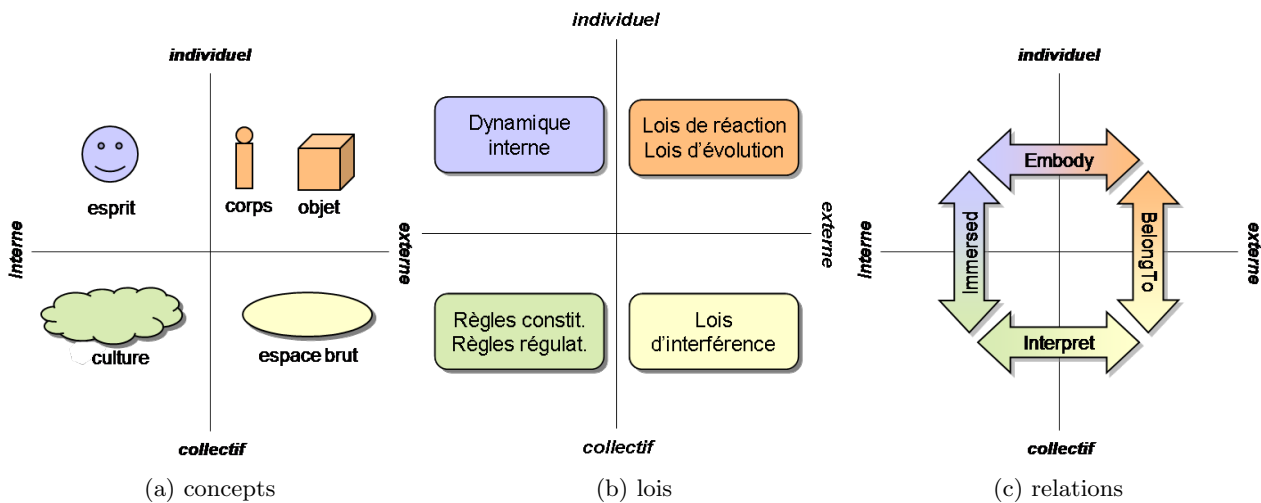 individuel
esprit
corps
objet
interne
externe
culture
espace brut
collectif
(a) concepts
individuel
Dynamique
interne
Lois de réaction
Lois d'évolution
externe
Règles constit.
Règles régulat.
Lois
d'interférence
collectif
(b) lois
individuel
Embody
interne
Immersed
BelongTo
externe
Interpret
collectif
(c) relations